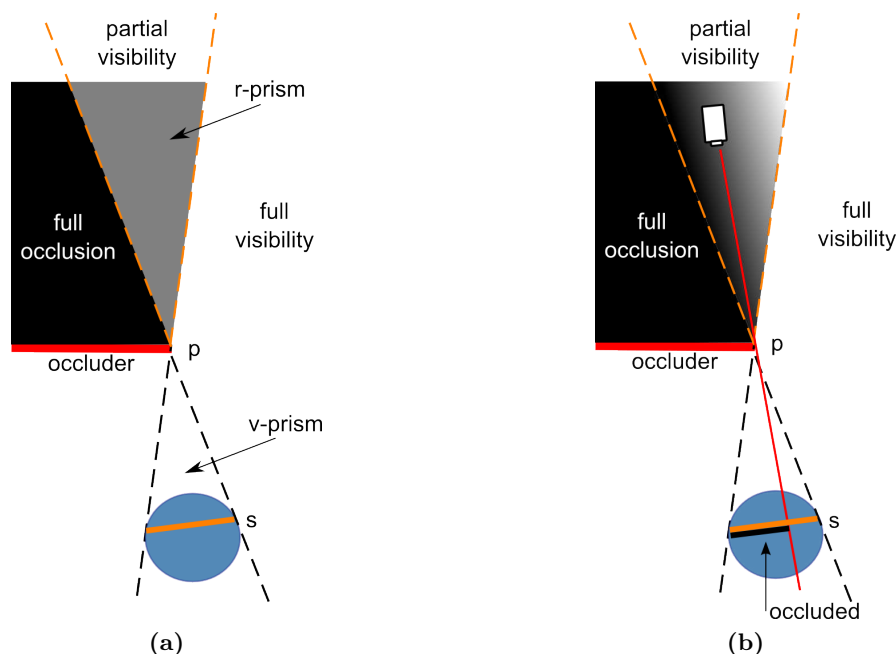 partial
visibility
r-prism
full
occlusion
full
visibility
p
occluder
v-prism
s
(a)
partial
visibility
full
occlusion
full
visibility
p
occluder
s
occluded
(b)